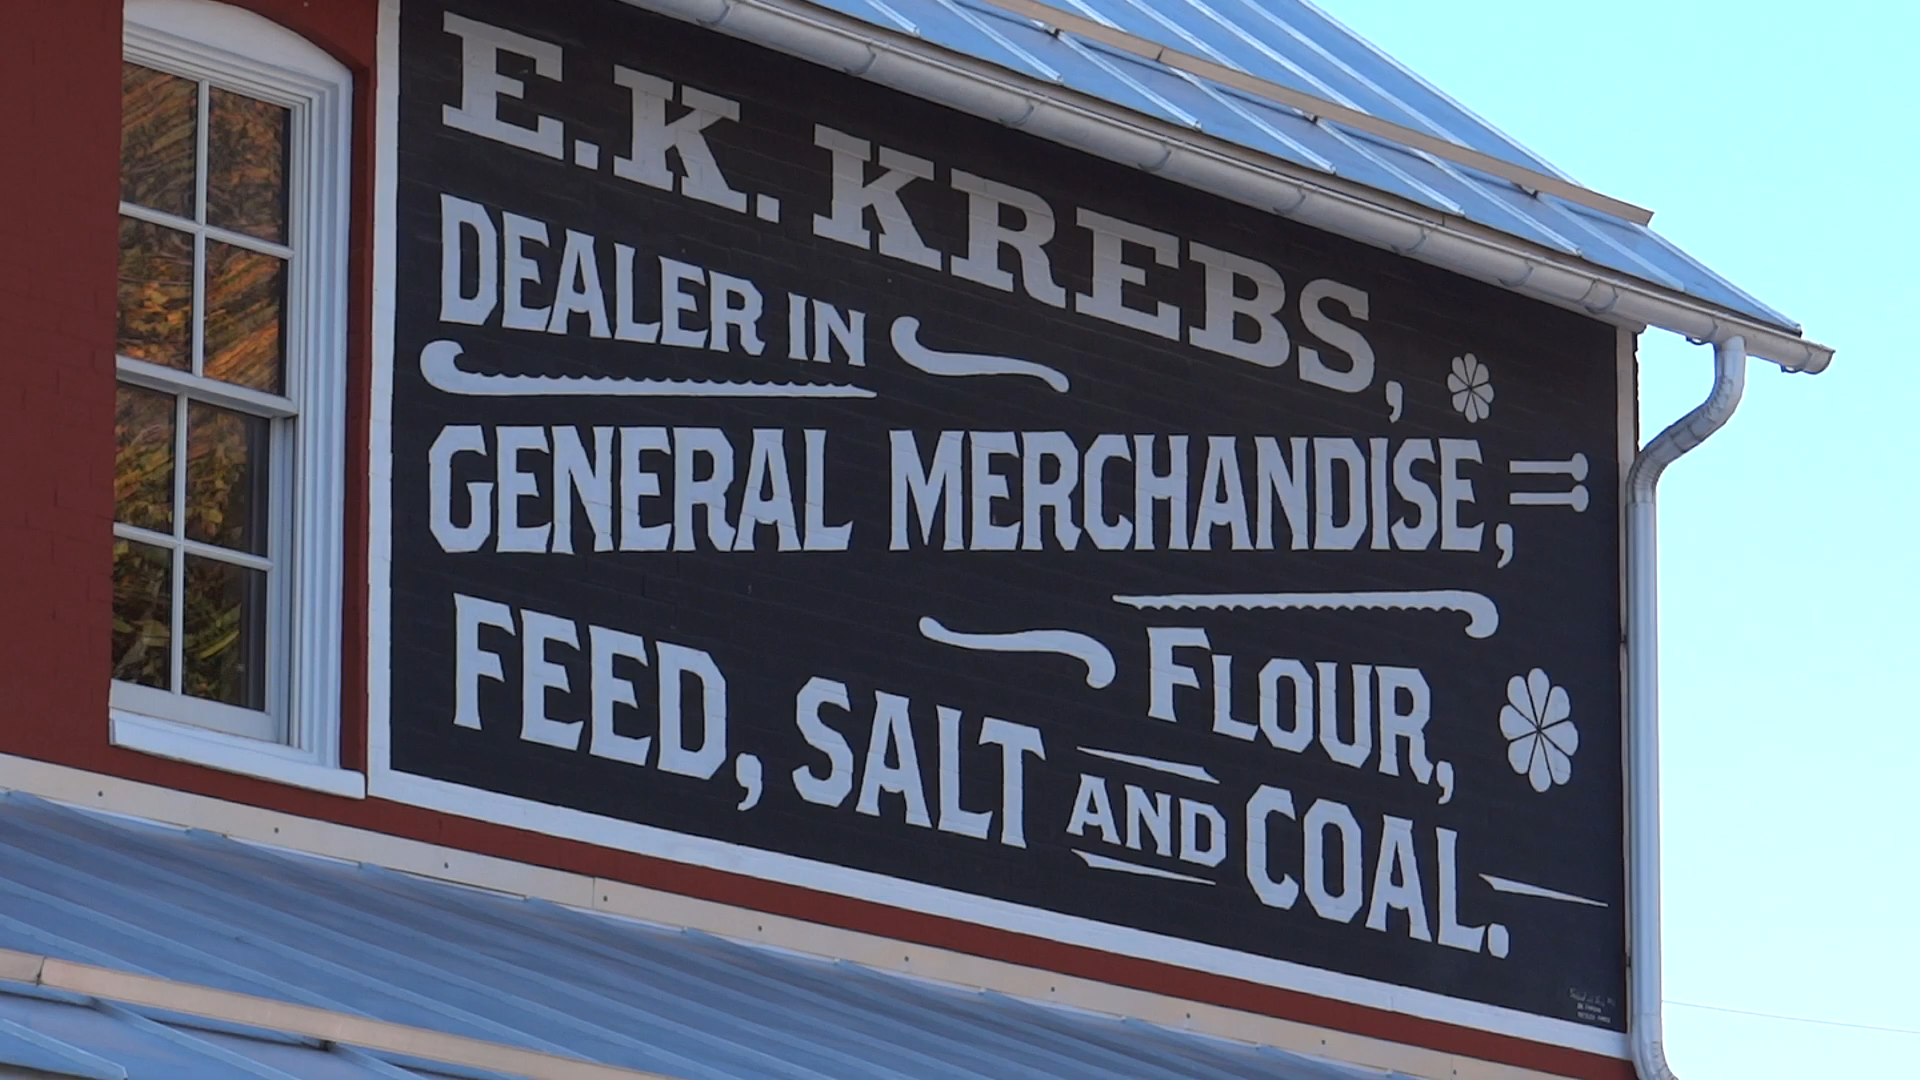 E.K. KREBS,
DEALER IN
GENERAL MERCHANDISE,
FLOUR,
FEED, SALT AND COAL.